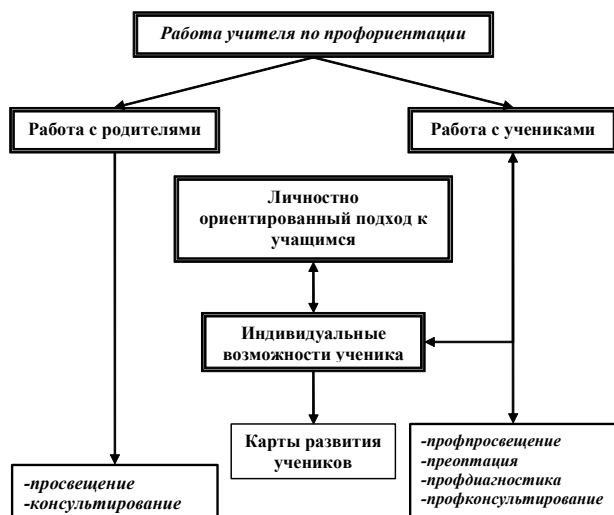 Работа учителя по профориентации
Работа с родителями
Работа с учениками
Личностно
ориентированный подход к
учащимся
Индивидуальные
возможности ученика
Карты развития
учеников
-просвещение
-консультирование
-профпросвещение
-преоптация
-профдиагностика
-профконсультирование